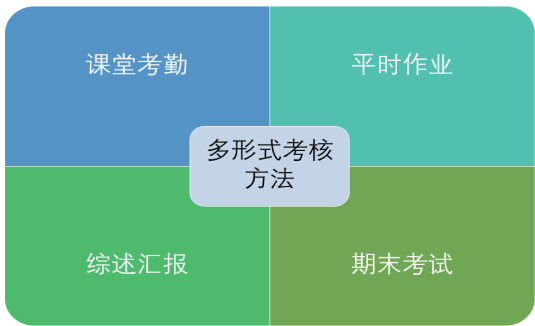 课堂考勤
平时作业
多形式考核
方法
综述汇报
期末考试